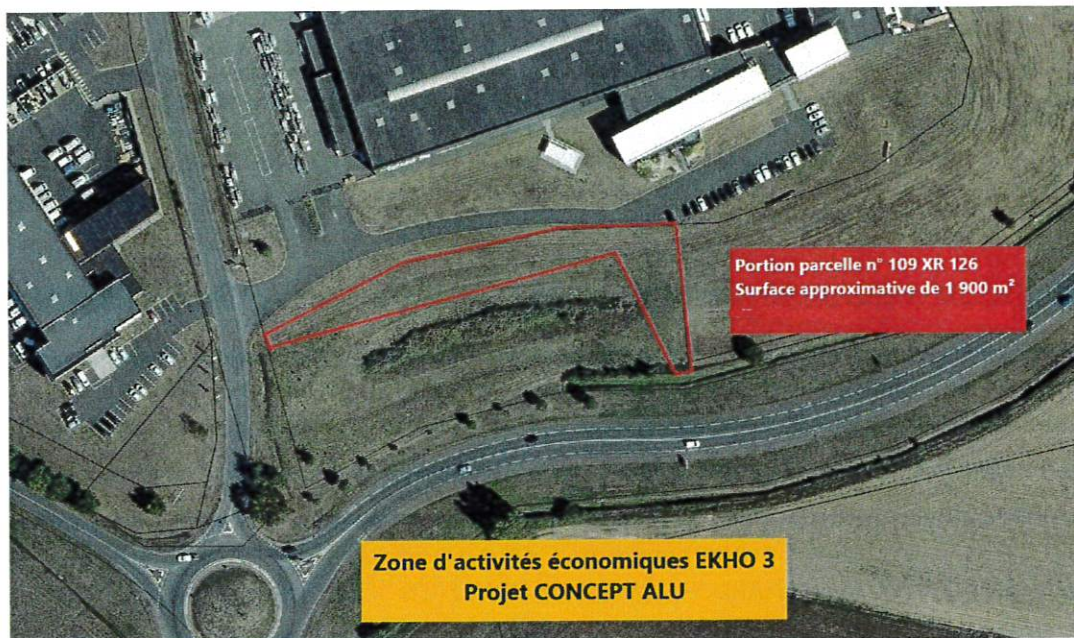 Portion parcelle n° 109 XR 126
Surface approximative de 1 900 m²
Zone d'activités économiques EKHO 3
Projet CONCEPT ALU